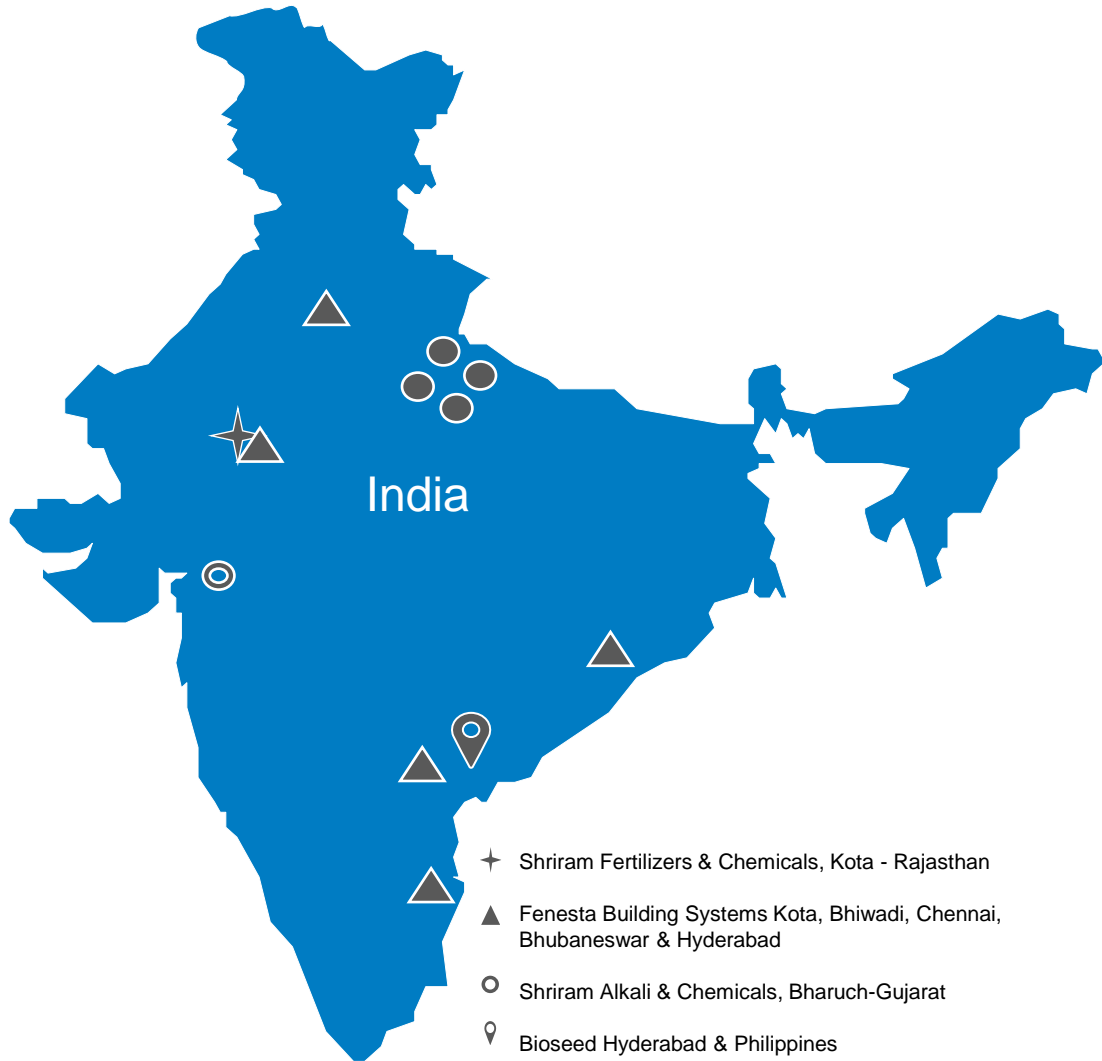 India
Shriram Fertilizers & Chemicals, Kota - Rajasthan
Fenesta Building Systems Kota, Bhiwadi, Chennai,
Bhubaneswar & Hyderabad
Shriram Alkali & Chemicals, Bharuch-Gujarat
Bioseed Hyderabad & Philippines